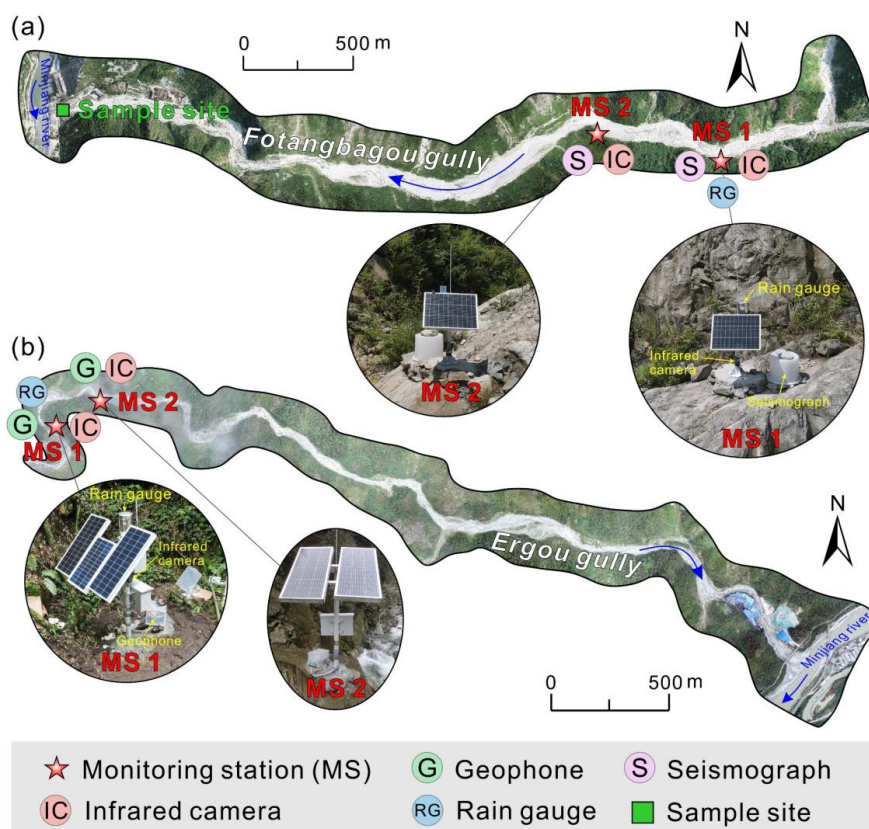 (a)
0 500 m
N
Minjiang river
Sample site
Fotangbagou gully
MS 2
MS 1
S IC
S IC
RG
Rain gauge
Infrared
camera
Seismograph
MS 2
MS 1
(b)
G IC
RG
MS 2
G IC
MS 1
Rain gauge
Infrared
camera
Geophone
MS 1
MS 2
Ergou gully
N
Minjiang river
0 500 m
Monitoring station (MS) G Geophone S Seismograph
IC Infrared camera RG Rain gauge Sample site